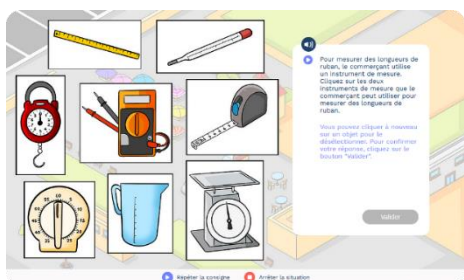 Pour mesurer des longueurs de
ruban, le commerçant utilise
un instrument de mesure.
Cliquez sur les deux
instruments de mesure que le
commerçant peut utiliser pour
mesurer des longueurs de
ruban.
Vous pouvez cliquer à nouveau
sur un objet pour le
désélectionner. Pour confirmer
votre réponse, cliquez sur le
bouton "Valider".
Valider
Répéter la consigne
Arrêter la situation